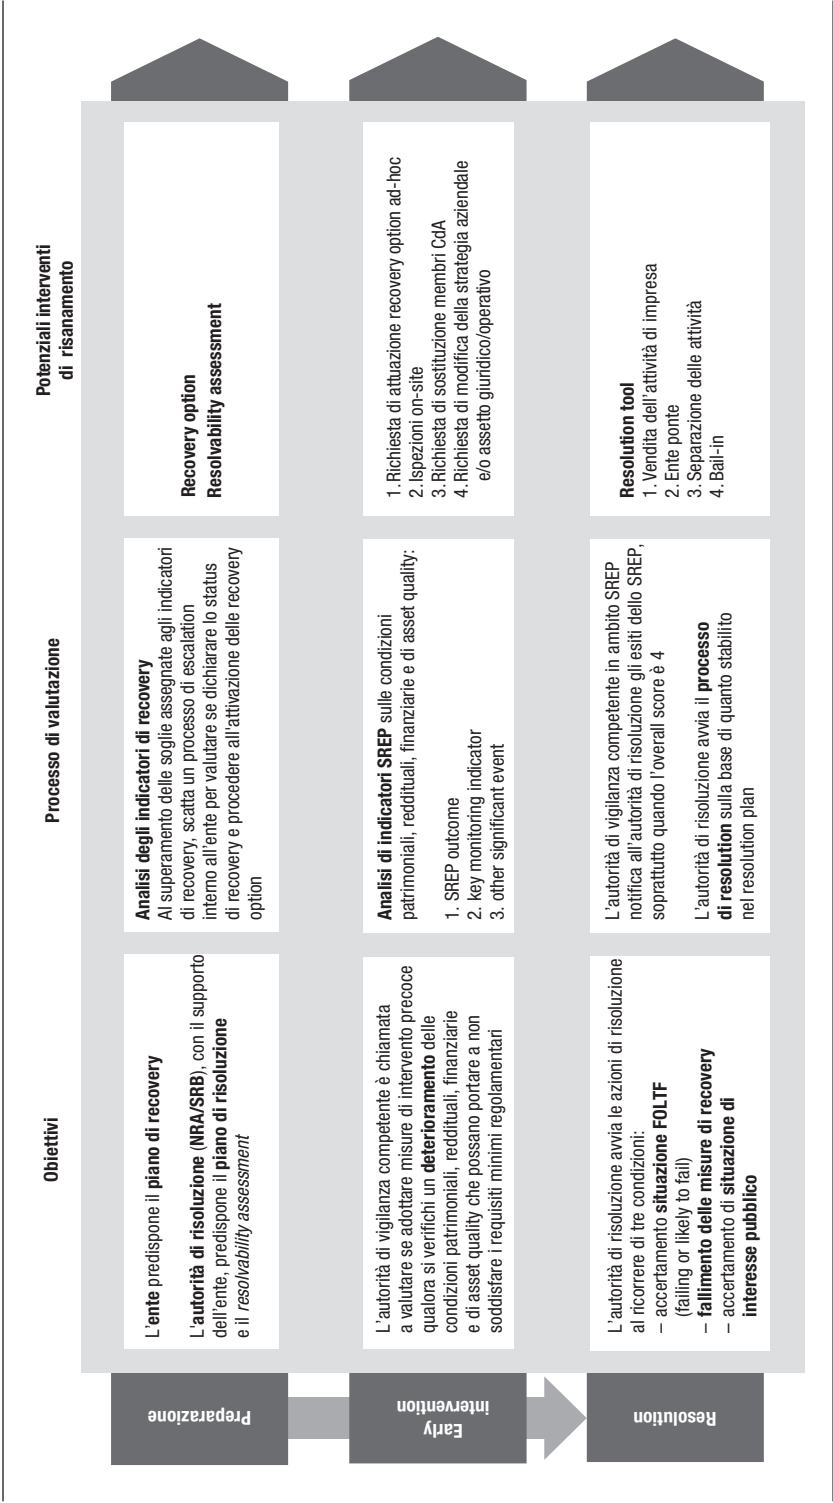 Obiettivi
Processo di valutazione
Potenziali interventi
di risanamento
Preparazione
L'ente predispone il piano di recovery
L'autorità di risoluzione (NRA/SRB), con il supporto
dell'ente, predispone il piano di risoluzione
e il resolvability assessment
Analisi degli indicatori di recovery
Al superamento delle soglie assegnate agli indicatori
di recovery, scatta un processo di escalation
interno all'ente per valutare se dichiarare lo status
di recovery e procedere all'attivazione delle recovery
option
Recovery option
Resolvability assessment
Early
intervention
L'autorità di vigilanza competente è chiamata
a valutare se adottare misure di intervento precoce
qualora si verifichi un deterioramento delle
condizioni patrimoniali, reddituali, finanziarie
e di asset quality che possano portare a non
soddisfare i requisiti minimi regolamentari
Analisi di indicatori SREP sulle condizioni
patrimoniali, reddituali, finanziarie e di asset quality:
1. SREP outcome
2. key monitoring indicator
3. other significant event
1. Richiesta di attuazione recovery option ad-hoc
2. Ispezioni on-site
3. Richiesta di sostituzione membri CdA
4. Richiesta di modifica della strategia aziendale
e/o assetto giuridico/operativo
Resolution
L'autorità di risoluzione avvia le azioni di risoluzione
al ricorrere di tre condizioni:
– accertamento situazione FOLTF
(failing or likely to fail)
– fallimento delle misure di recovery
– accertamento di situazione di
interesse pubblico
L'autorità di vigilanza competente in ambito SREP
notifica all'autorità di risoluzione gli esiti dello SREP,
soprattutto quando l'overall score è 4
L'autorità di risoluzione avvia il processo
di resolution sulla base di quanto stabilito
nel resolution plan
Resolution tool
1. Vendita dell'attività di impresa
2. Ente ponte
3. Separazione delle attività
4. Bail-in